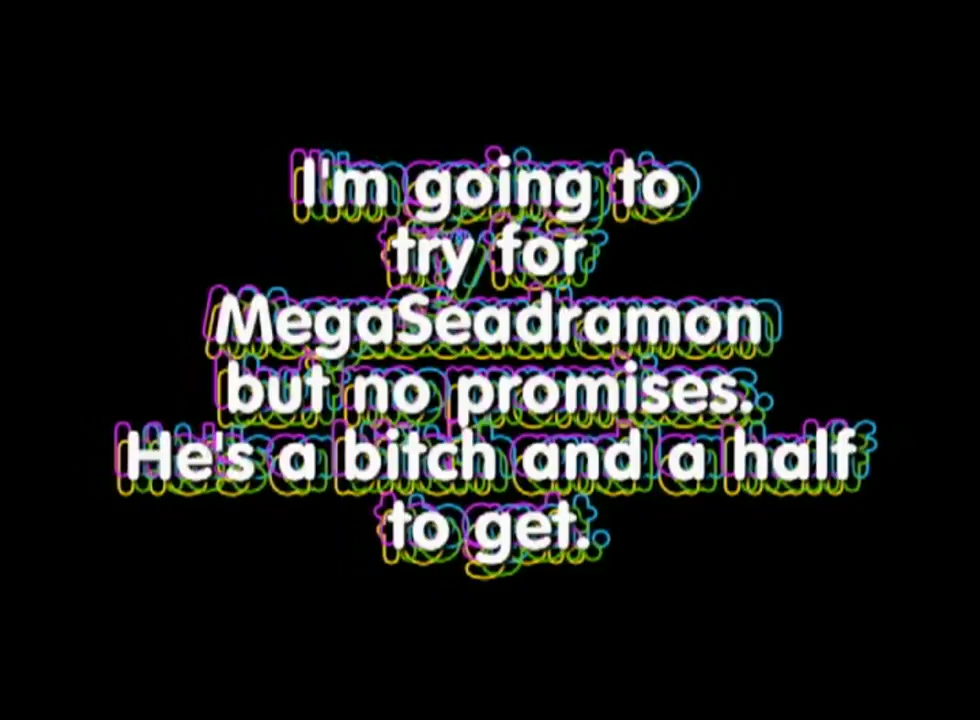 I'm going to
try for
MegaSeadramon
but no promises.
He's a bitch and a half
to get.